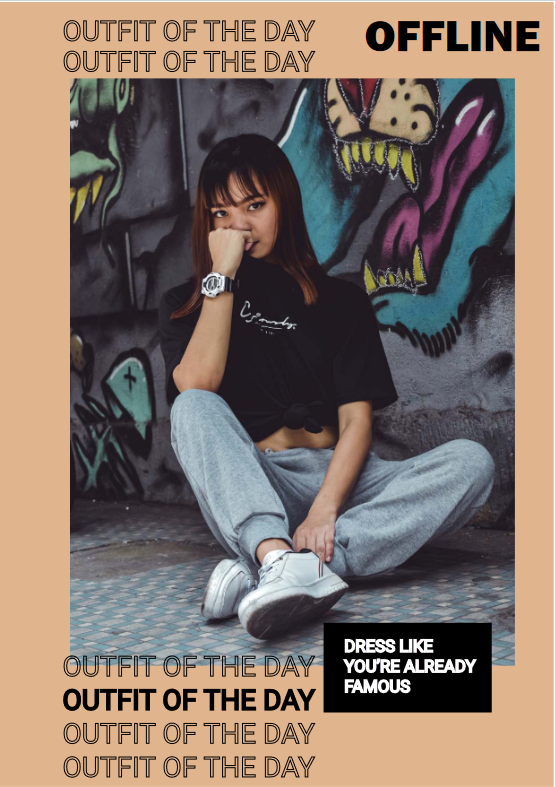 OUTFIT OF THE DAY
OUTFIT OF THE DAY
OFFLINE
DRESS LIKE
YOU'RE ALREADY
FAMOUS
OUTFIT OF THE DAY
OUTFIT OF THE DAY
OUTFIT OF THE DAY
OUTFIT OF THE DAY